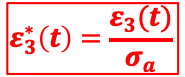 ε₃*(t) = ε₃(t) / σₐ